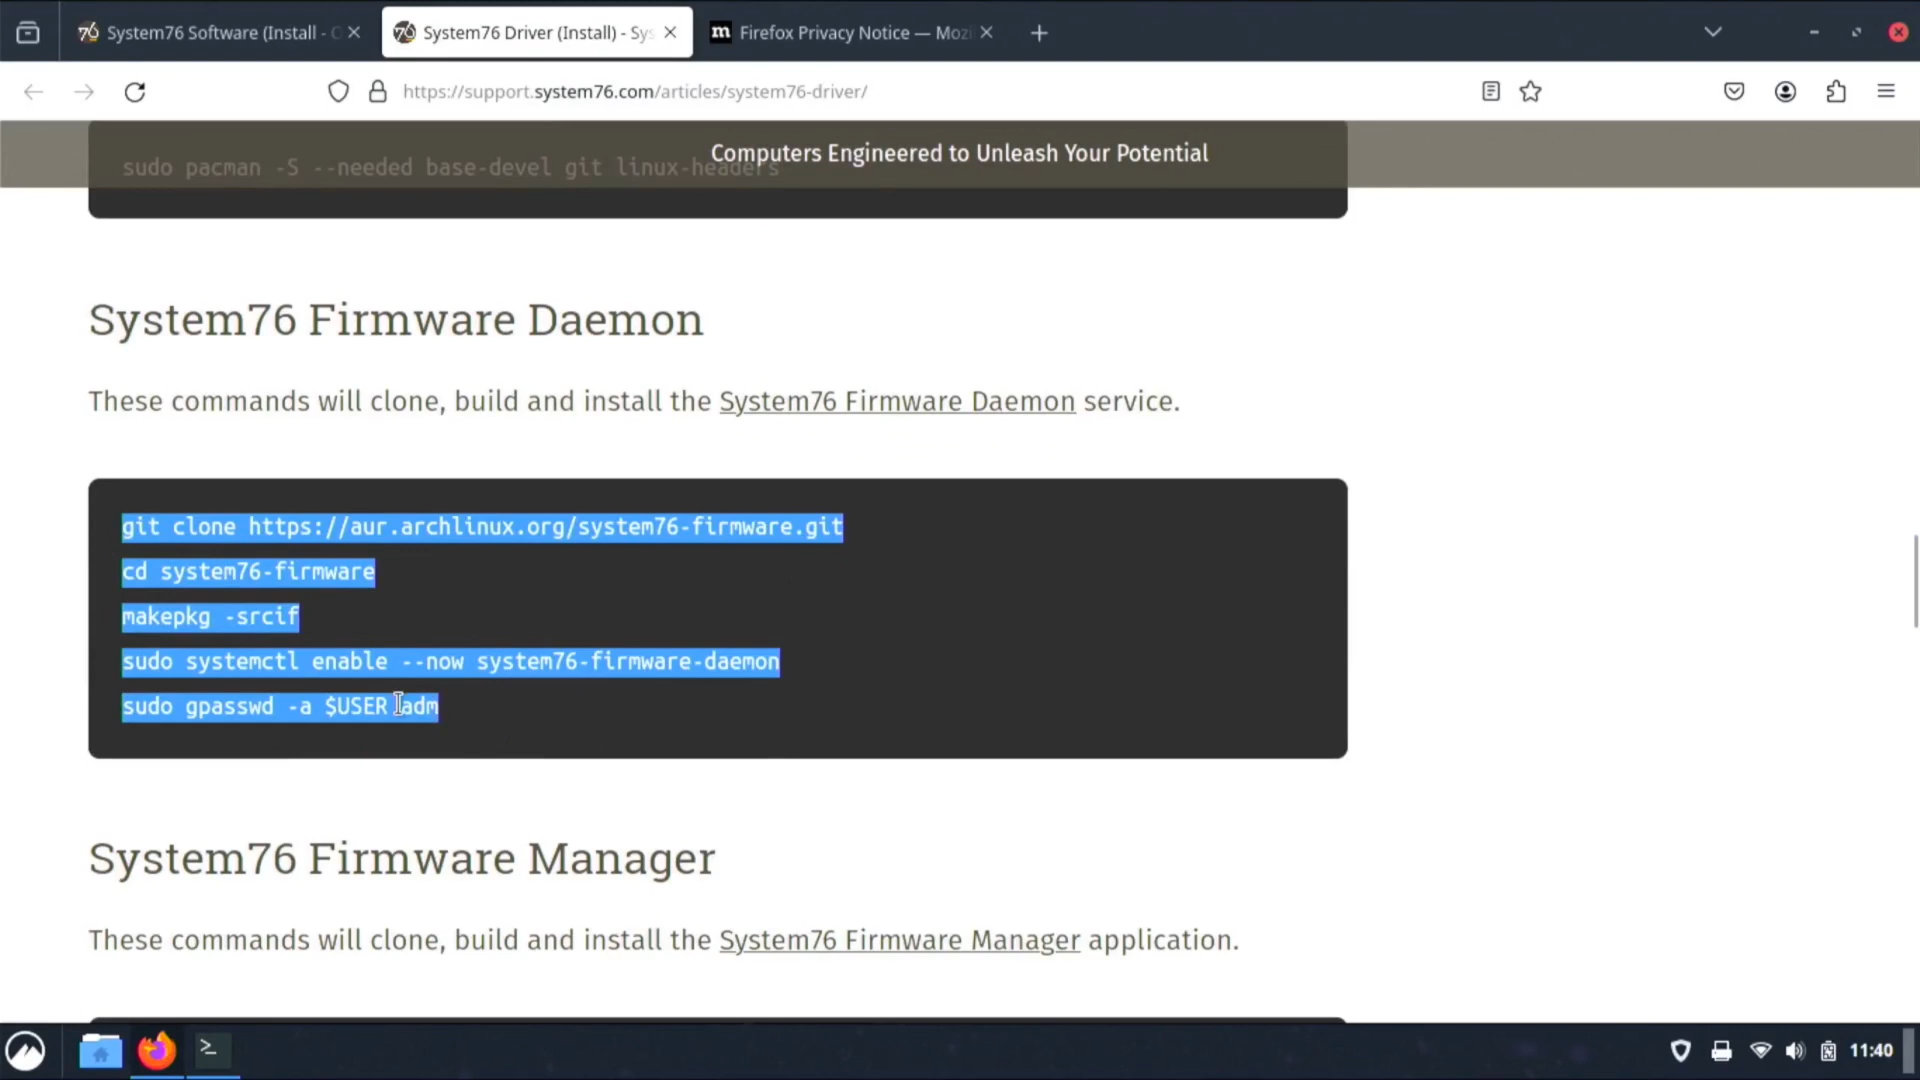 System76 Software (Install -
System76 Driver (Install) - Sys
m Firefox Privacy Notice — Mozi
https://support.system76.com/articles/system76-driver/
Computers Engineered to Unleash Your Potential
sudo pacman -S --needed base-devel git linux-headers
System76 Firmware Daemon
These commands will clone, build and install the System76 Firmware Daemon service.
git clone https://aur.archlinux.org/system76-firmware.git
cd system76-firmware
makepkg -srcif
sudo systemctl enable --now system76-firmware-daemon
sudo gpasswd -a $USER adm
System76 Firmware Manager
These commands will clone, build and install the System76 Firmware Manager application.
11:40